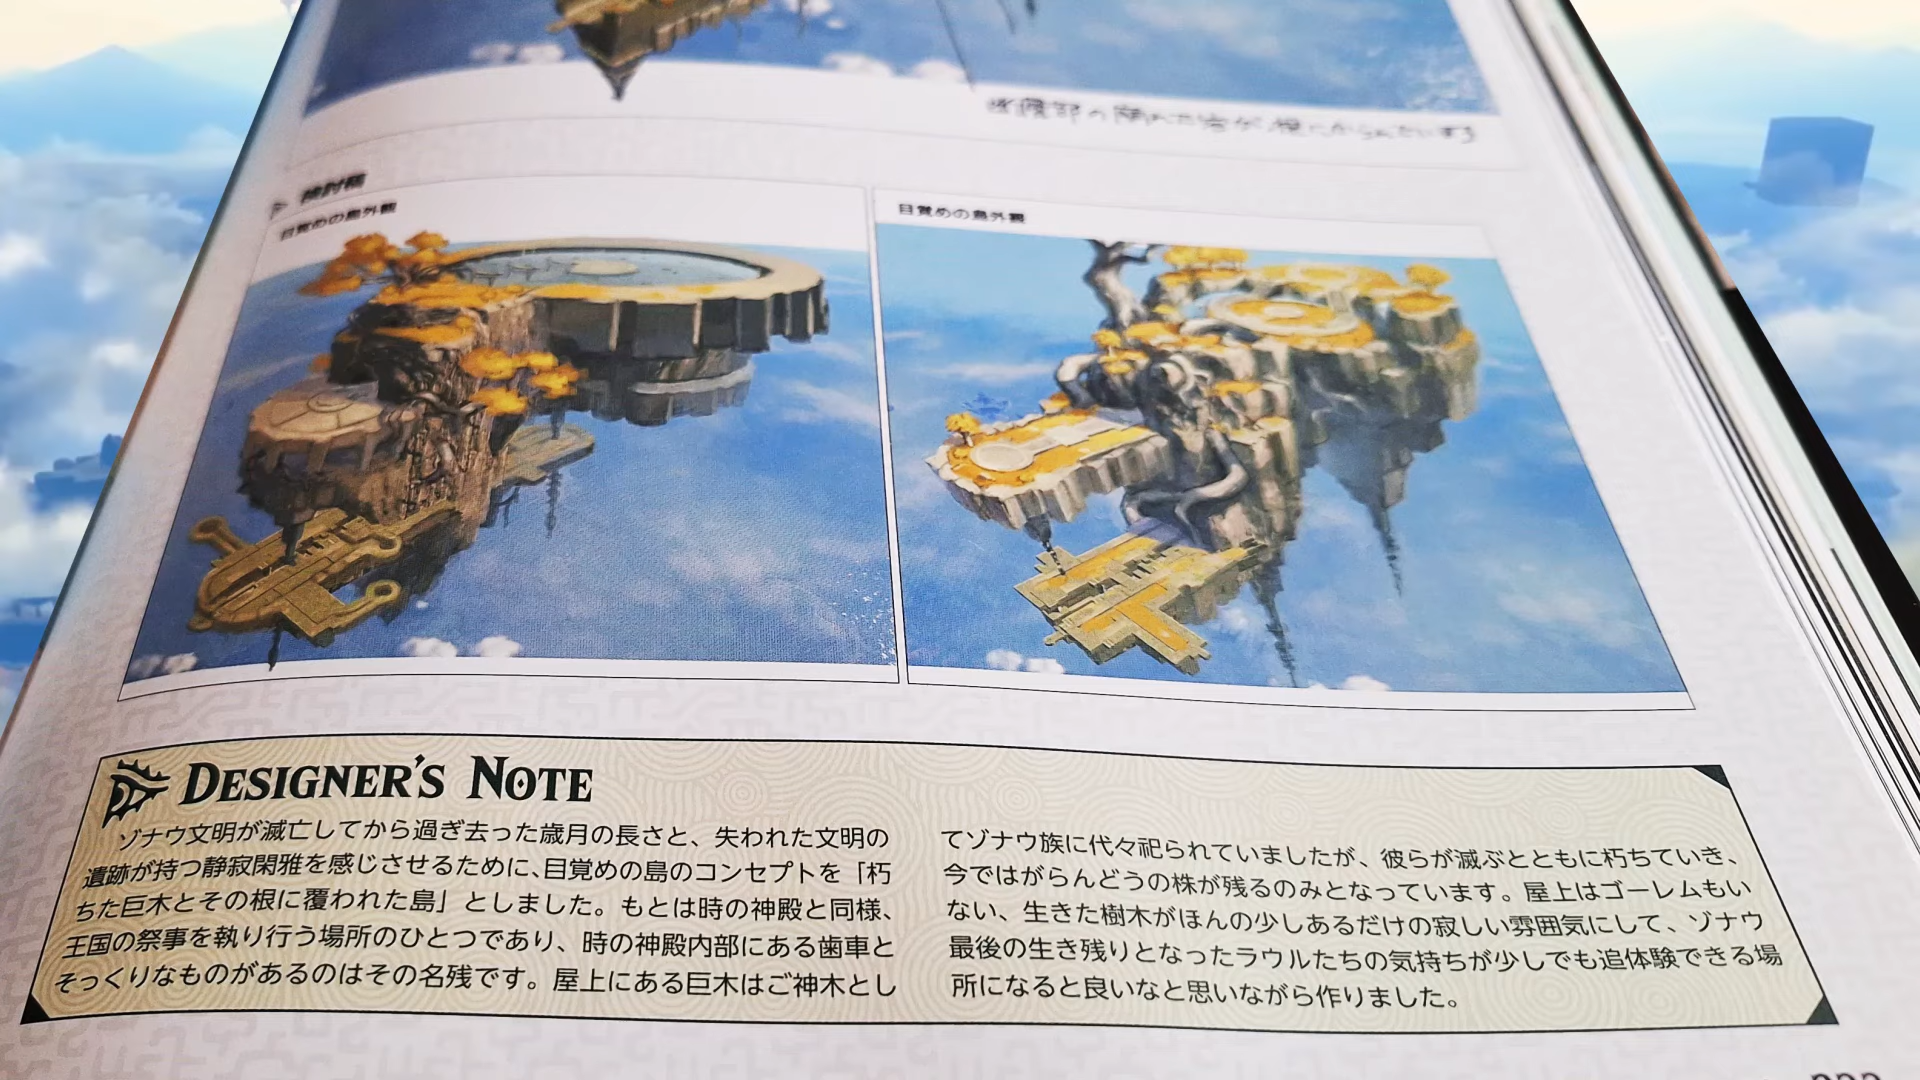 検討稿
目覚めの島外観
目覚めの島外観
DESIGNER'S NOTE
ゾナウ文明が滅亡してから過ぎ去った歳月の長さと、失われた文明の
遺跡が持つ静寂閑雅を感じさせるために、目覚めの島のコンセプトを「朽
ちた巨木とその根に覆われた島」としました。もとは時の神殿と同様、
王国の祭事を執り行う場所のひとつであり、時の神殿内部にある歯車と
そっくりなものがあるのはその名残です。屋上にある巨木はご神木とし
てゾナウ族に代々祀られていましたが、彼らが滅ぶとともに朽ちていき、
今ではがらんどうの株が残るのみとなっています。屋上はゴーレムもい
ない、生きた樹木がほんの少しあるだけの寂しい雰囲気にして、ゾナウ
最後の生き残りとなったラウルたちの気持ちが少しでも追体験できる場
所になると良いなと思いながら作りました。